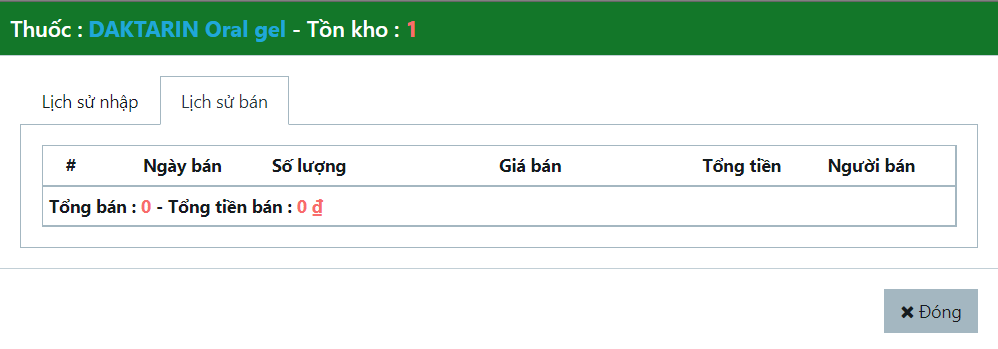 Thuốc : DAKTARIN Oral gel - Tồn kho : 1
Lịch sử nhập Lịch sử bán
# Ngày bán Số lượng Giá bán Tổng tiền Người bán
Tổng bán : 0 - Tổng tiền bán : 0 ₫
✖ Đóng